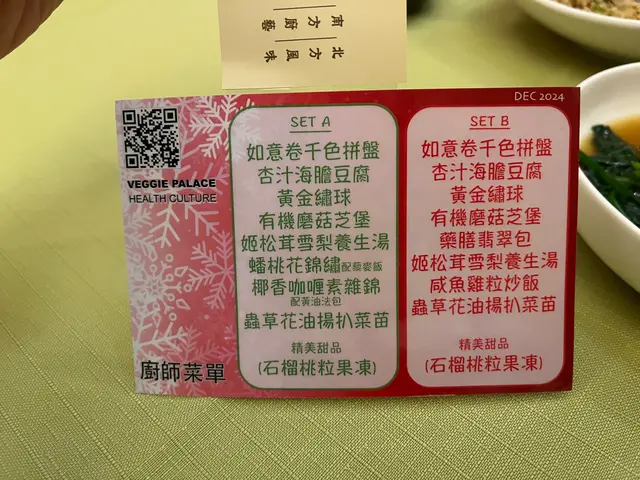 南方廚藝
北方風味
DEC 2024
VEGGIE PALACE
HEALTH CULTURE
廚師菜單
SET A
如意卷千色拼盤
杏汁海膽豆腐
黃金繡球
有機磨菇芝堡
姬松茸雪梨養生湯
蟠桃花錦繡配藜麥飯
椰香咖喱素雜錦
配黃油法包
蟲草花油揚扒菜苗
精美甜品
(石榴桃粒果凍)
SET B
如意卷千色拼盤
杏汁海膽豆腐
黃金繡球
有機磨菇芝堡
藥膳翡翠包
姬松茸雪梨養生湯
咸魚雞粒炒飯
蟲草花油揚扒菜苗
精美甜品
(石榴桃粒果凍)